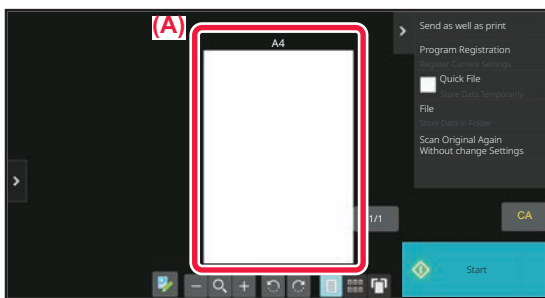 (A)
A4
Send as well as print
Program Registration
Register Current Settings
Quick File
Store Data Temporarily
File
Store Data in Folder
Scan Original Again
Without change Settings
1/1
CA
Start